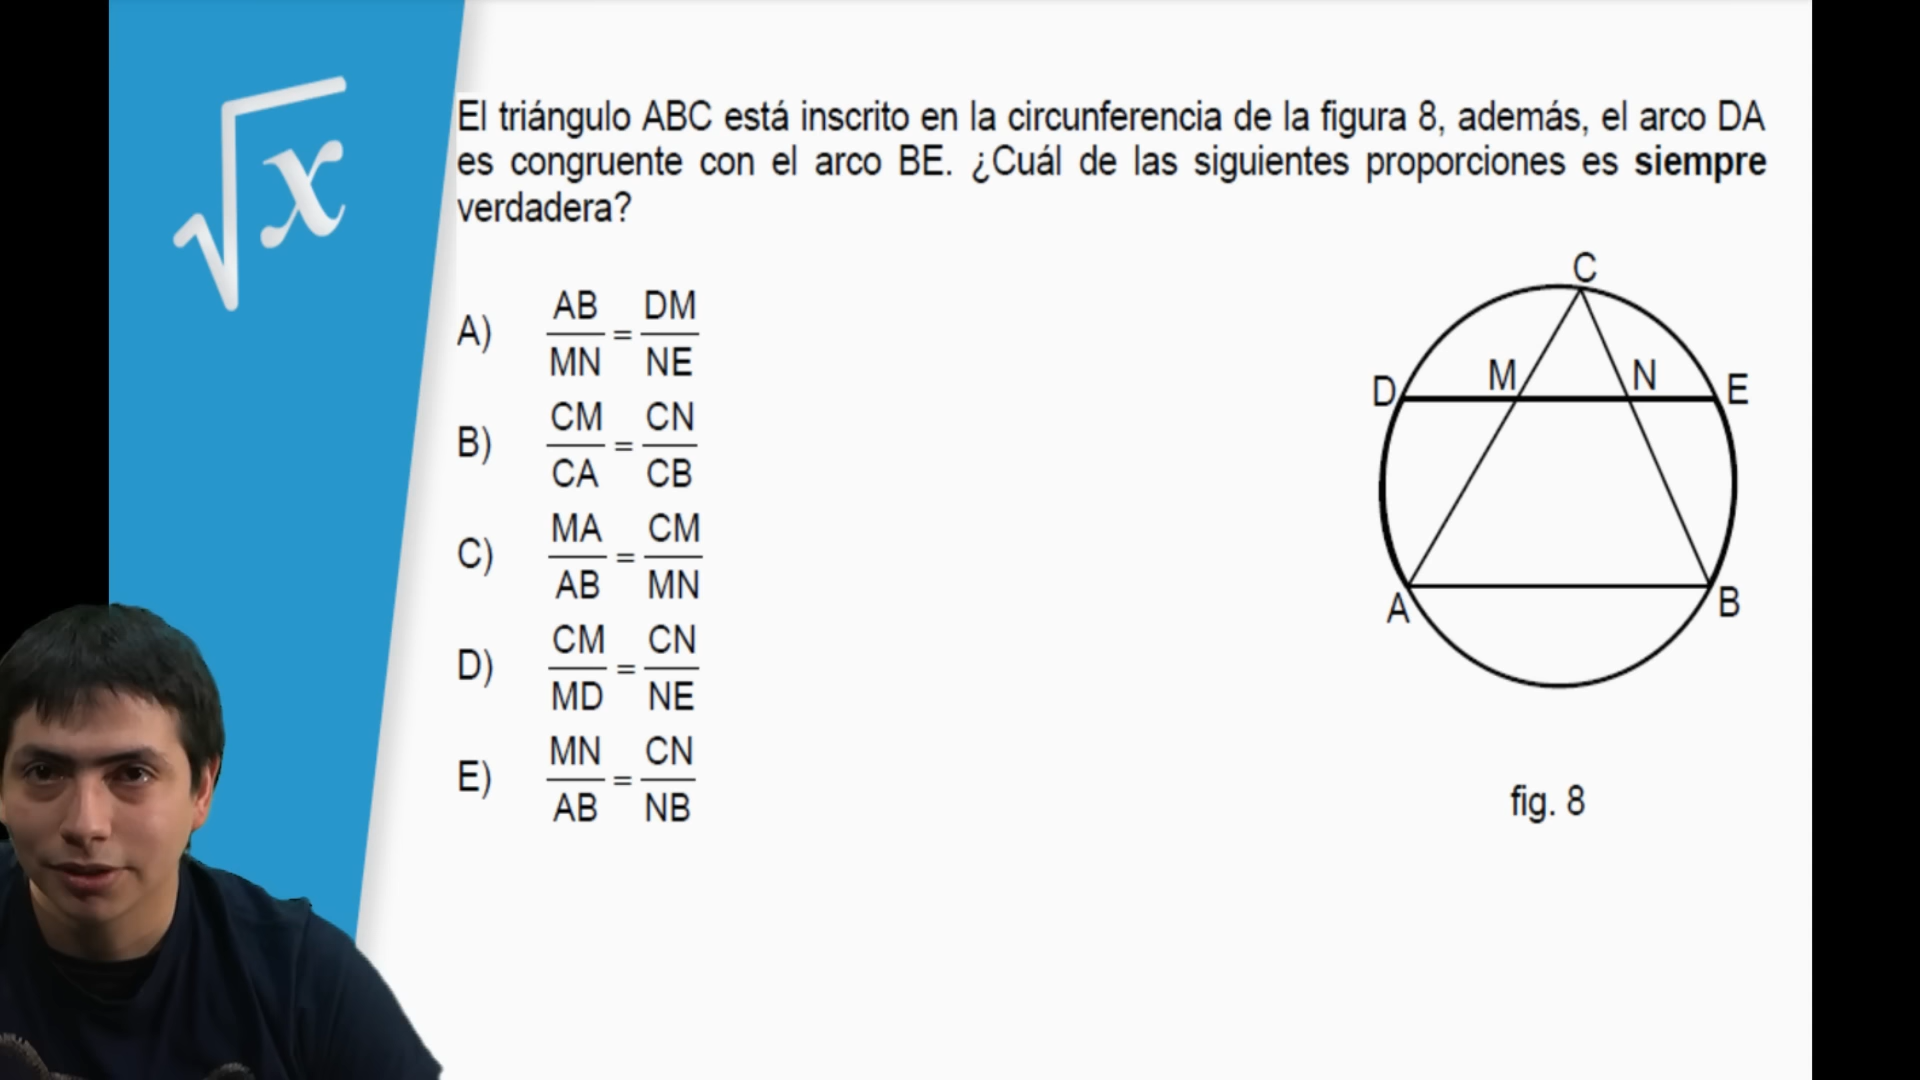 √x
El triángulo ABC está inscrito en la circunferencia de la figura 8, además, el arco DA
es congruente con el arco BE. ¿Cuál de las siguientes proporciones es siempre
verdadera?
A) AB/MN = DM/NE
B) CM/CA = CN/CB
C) MA/AB = CM/MN
D) CM/MD = CN/NE
E) MN/AB = CN/NB
C
D M N E
A B
fig. 8